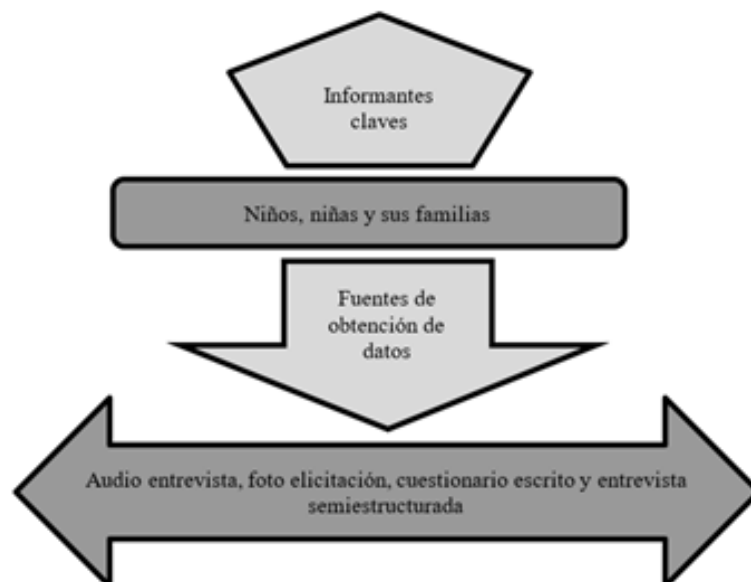 Informantes
claves
Niños, niñas y sus familias
Fuentes de
obtención de
datos
Audio entrevista, foto elicitación, cuestionario escrito y entrevista
semiestructurada